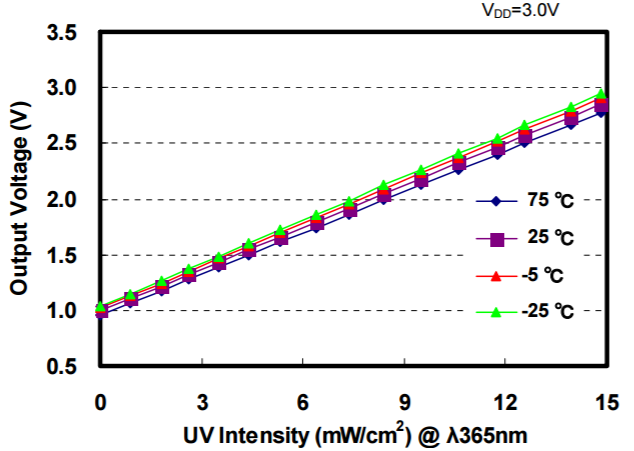 V_DD=3.0V
3.5
3.0
2.5
2.0
1.5
1.0
0.5
Output Voltage (V)
75 °C
25 °C
-5 °C
-25 °C
0 3 6 9 12 15
UV Intensity (mW/cm²) @ λ365nm